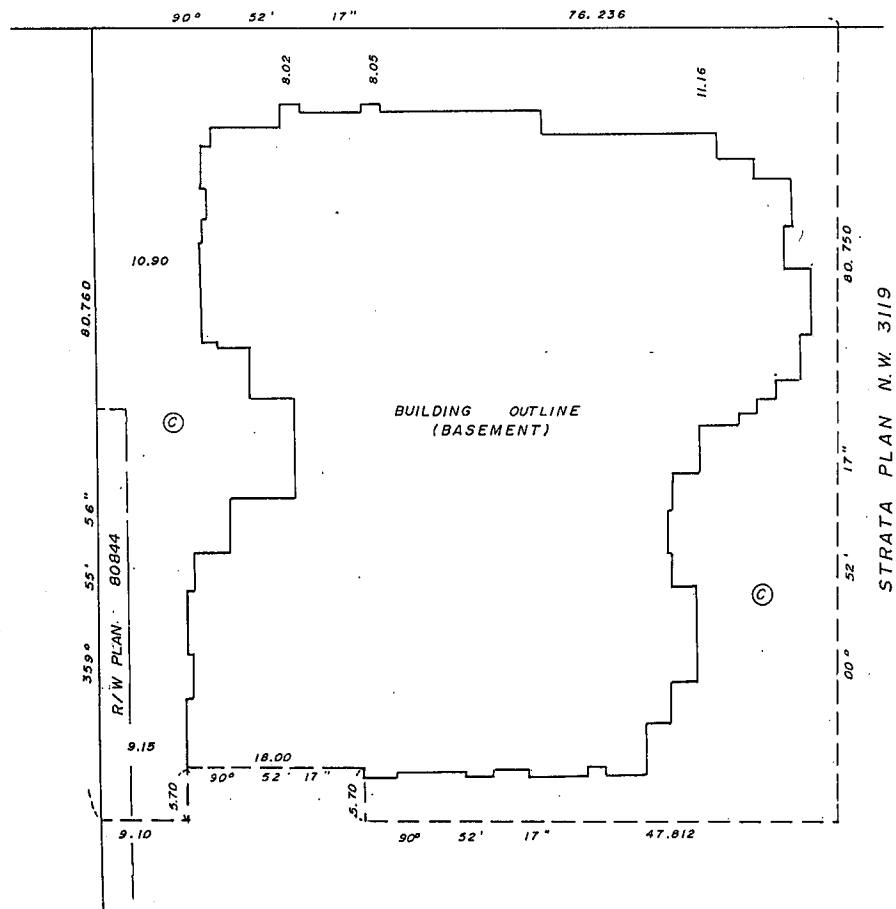 90° 52' 17" 76.236
8.02
8.05
11.16
10.90
80.760
80.750
STRATA PLAN N.W. 3119
BUILDING OUTLINE
(BASEMENT)
C
359° 55' 56"
R/W PLAN 80844
00° 52' 17"
C
9.15
18.00
90° 52' 17"
5.70
5.70
9.10
90° 52' 17" 47.812